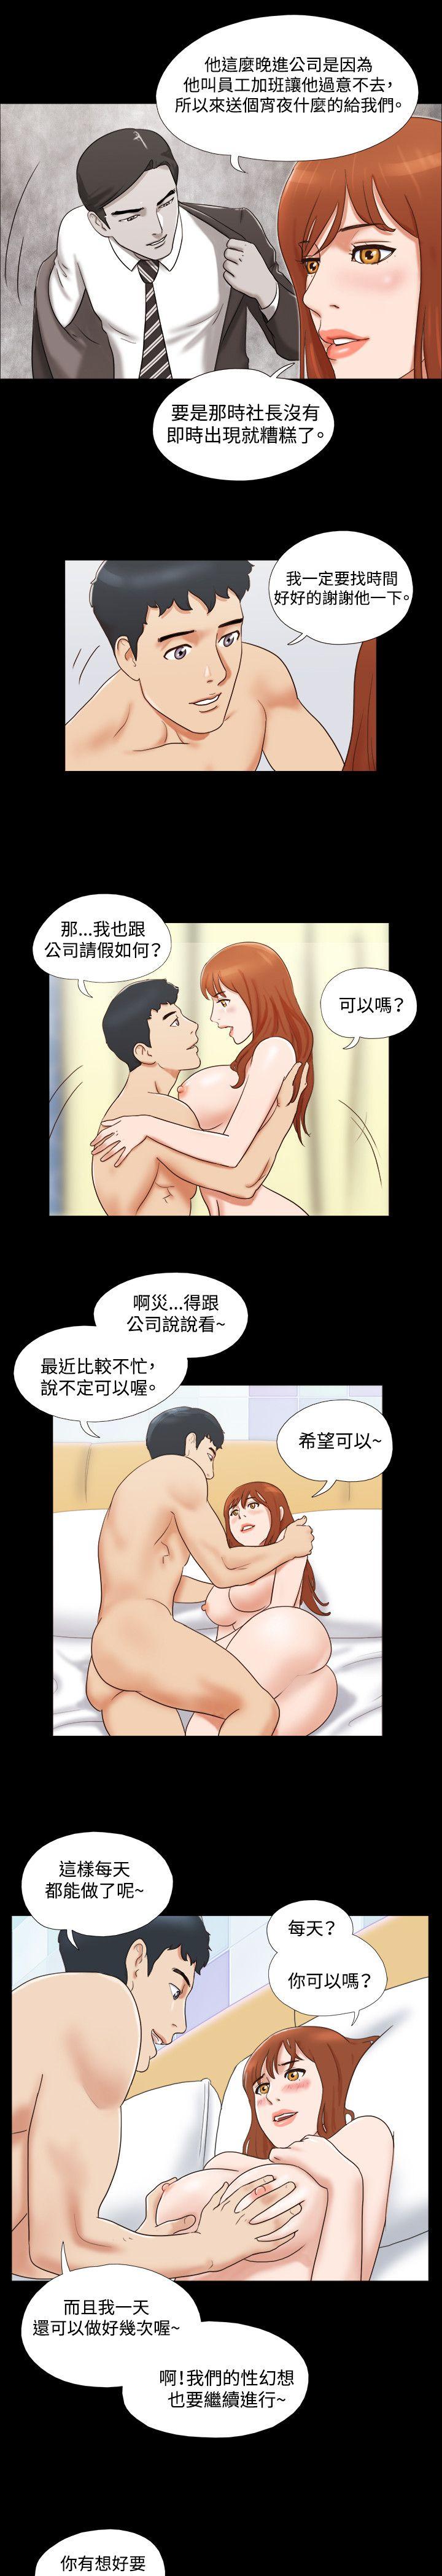 他這麼晚進公司是因為
他叫員工加班讓他過意不去，
所以來送個宵夜什麼的給我們。
要是那時社長沒有
即時出現就糟糕了。
我一定要找時間
好好的謝謝他一下。
那…我也跟
公司請假如何？
可以嗎？
啊災…得跟
公司說說看~
最近比較不忙，
說不定可以喔。
希望可以~
這樣每天
都能做了呢~
每天？
你可以嗎？
而且我一天
還可以做好幾次喔~
啊！我們的性幻想
也要繼續進行~
你有想好要